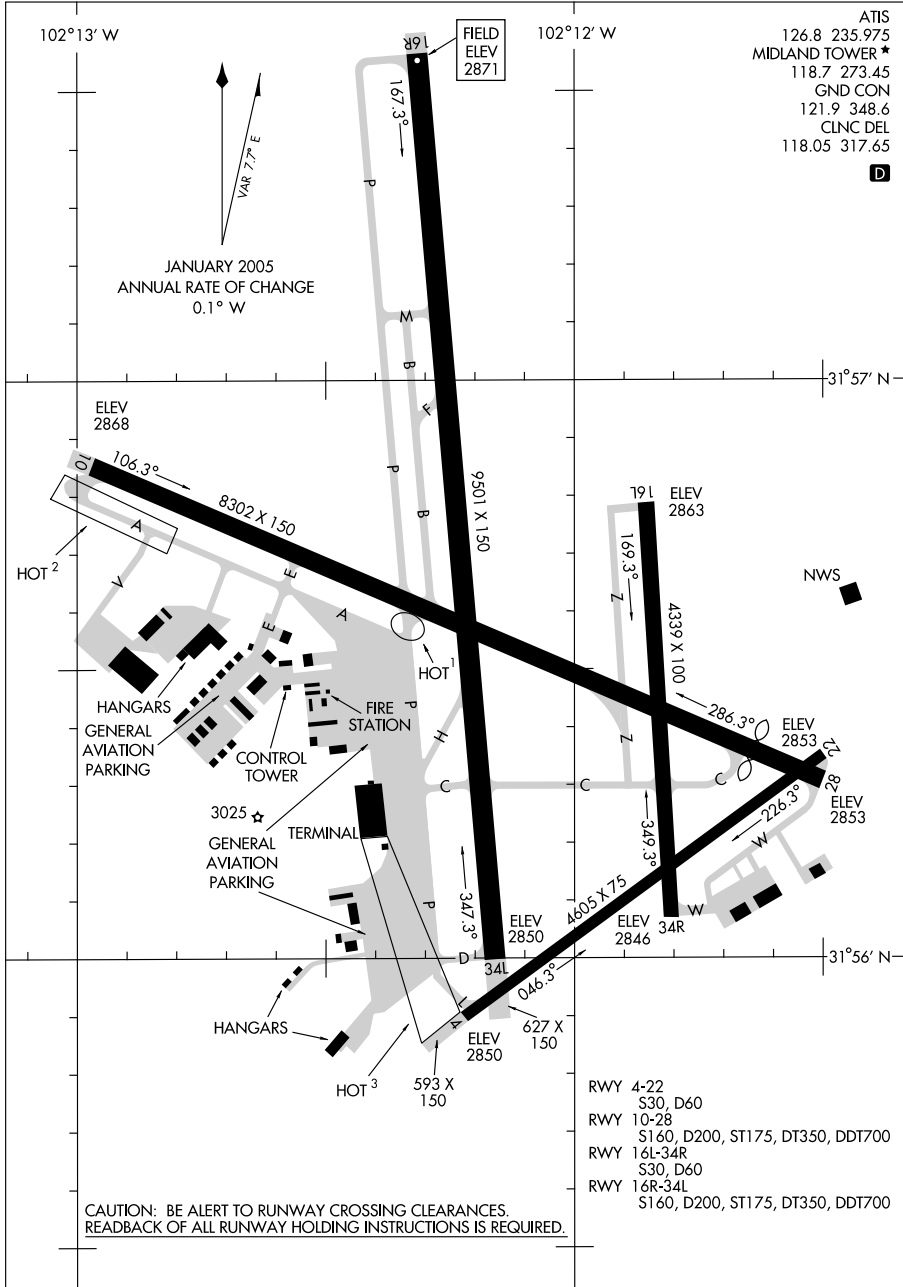 102°13' W
16R
FIELD
ELEV
2871
102°12' W
ATIS
126.8 235.975
MIDLAND TOWER★
118.7 273.45
GND CON
121.9 348.6
CLNC DEL
118.05 317.65
D
167.3°
VAR 7.7° E
P
JANUARY 2005
ANNUAL RATE OF CHANGE
0.1° W
M
B
31°57' N
F
ELEV
2868
10
106.3°
P
9501 X 150
8302 X 150
B
16L
ELEV
2863
A
HOT 2
169.3°
NWS
V
E
A
Z
4339 X 100
E
HOT 1
HANGARS
GENERAL
AVIATION
PARKING
P
FIRE
STATION
C
286.3°
ELEV
2853
22
CONTROL
TOWER
H
Z
C
C
C
28
ELEV
2853
3025
TERMINAL
GENERAL
AVIATION
PARKING
226.3°
W
349.3°
347.3°
4605 X 75
P
ELEV
2850
ELEV
2846
34R
W
D
34L
31°56' N
046.3°
L
4
HANGARS
ELEV
2850
627 X
150
HOT 3
593 X
150
RWY 4-22
S30, D60
RWY 10-28
S160, D200, ST175, DT350, DDT700
RWY 16L-34R
S30, D60
RWY 16R-34L
S160, D200, ST175, DT350, DDT700
CAUTION: BE ALERT TO RUNWAY CROSSING CLEARANCES.
READBACK OF ALL RUNWAY HOLDING INSTRUCTIONS IS REQUIRED.